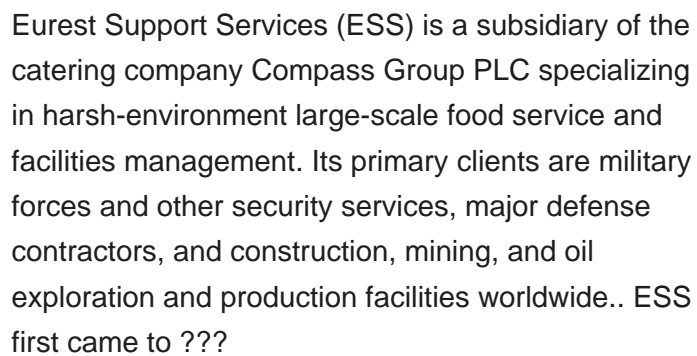 Eurest Support Services (ESS) is a subsidiary of the
catering company Compass Group PLC specializing
in harsh-environment large-scale food service and
facilities management. Its primary clients are military
forces and other security services, major defense
contractors, and construction, mining, and oil
exploration and production facilities worldwide.. ESS
first came to ???